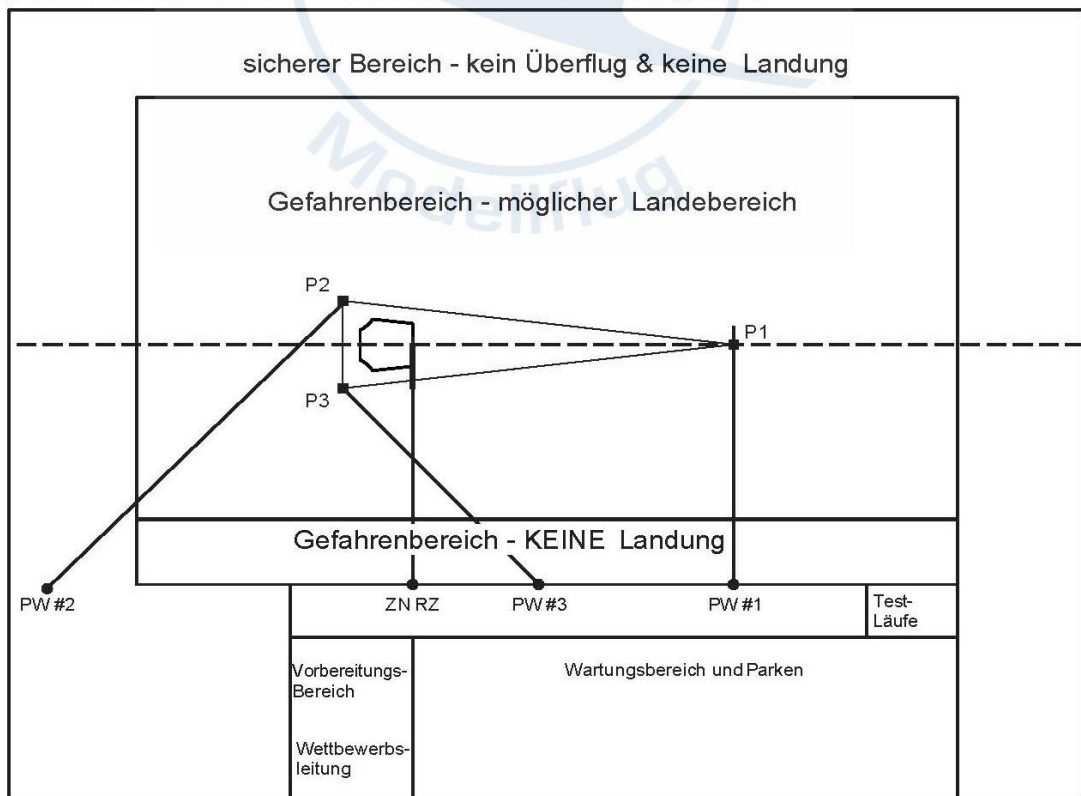 sicherer Bereich - kein Überflug & keine Landung
Modellflug
Gefahrenbereich - möglicher Landebereich
P2
P1
P3
Gefahrenbereich - KEINE Landung
PW #2
ZN RZ
PW #3
PW #1
Test-
Läufe
Vorbereitungs-
Bereich
Wartungsbereich und Parken
Wettbewerbs-
leitung